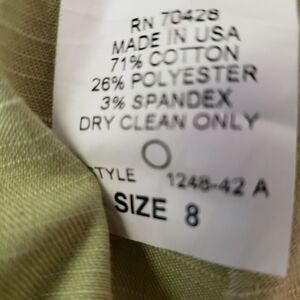 RN 70428
MADE IN USA
71% COTTON
26% POLYESTER
3% SPANDEX
DRY CLEAN ONLY
STYLE 1248-42 A
SIZE 8